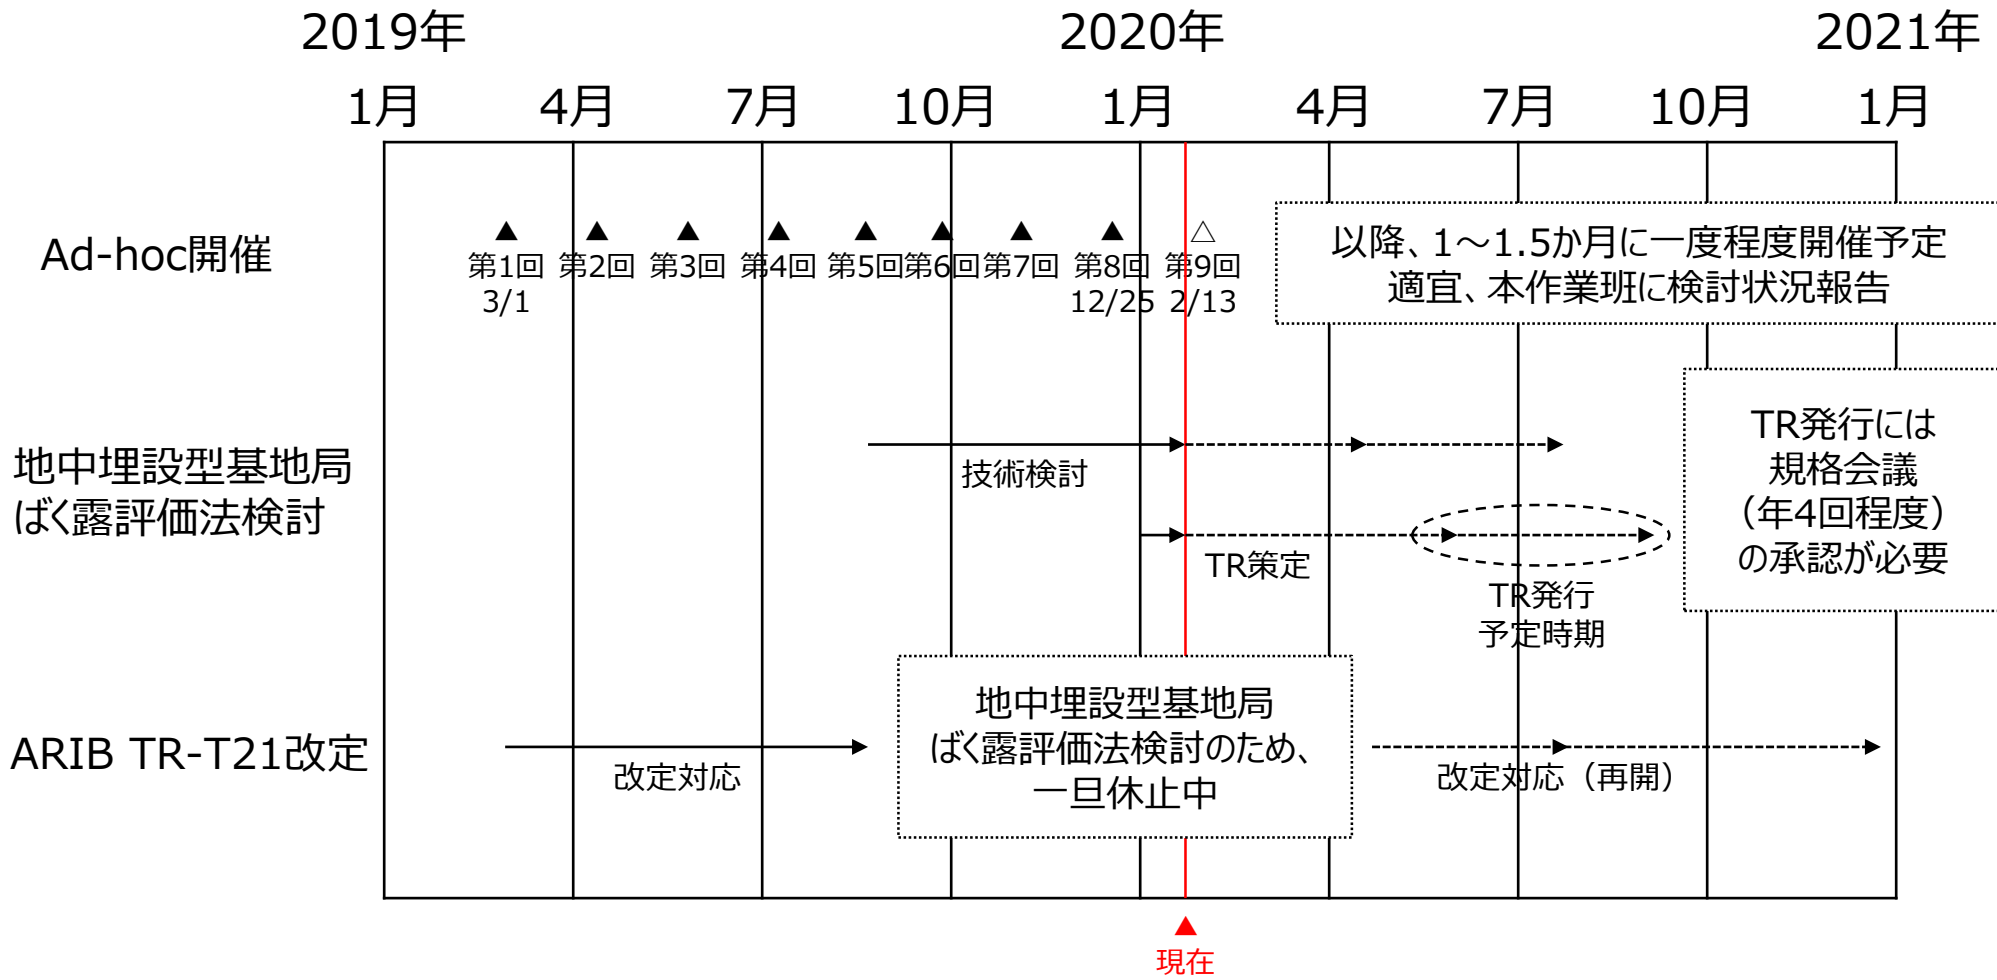 2019年
2020年
2021年
1月
4月
7月
10月
1月
4月
7月
10月
1月
Ad-hoc開催
▲
▲
▲
▲
▲
▲
▲
▲
△
第1回
第2回
第3回
第4回
第5回
第6回
第7回
第8回
第9回
3/1
12/25
2/13
以降、1～1.5か月に一度程度開催予定
適宜、本作業班に検討状況報告
地中埋設型基地局
ばく露評価法検討
技術検討
TR策定
TR発行
予定時期
TR発行には
規格会議
（年4回程度）
の承認が必要
ARIB TR-T21改定
改定対応
地中埋設型基地局
ばく露評価法検討のため、
一旦休止中
改定対応（再開）
▲
現在